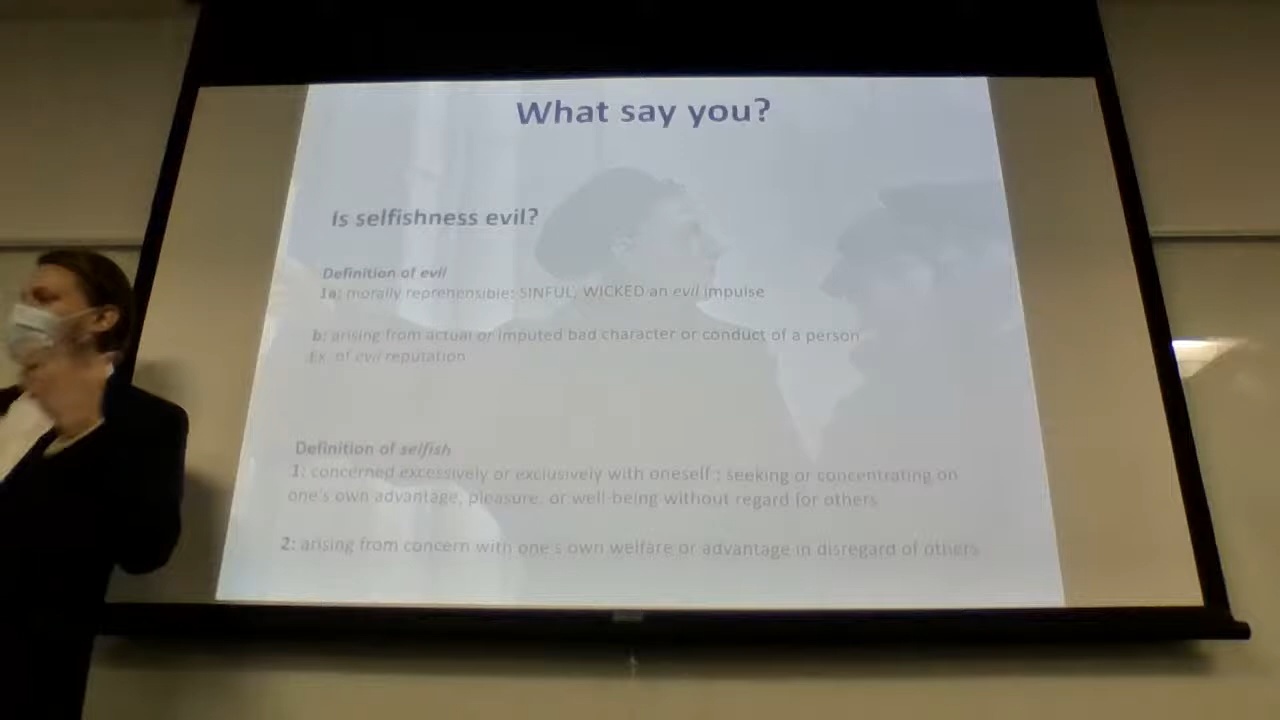 What say you?
Is selfishness evil?
Definition of evil
1a: morally reprehensible: SINFUL, WICKED an evil impulse
b: arising from actual or imputed bad character or conduct of a person
Ex. of evil reputation
Definition of selfish
1: concerned excessively or exclusively with oneself : seeking or concentrating on
one's own advantage, pleasure, or well-being without regard for others
2: arising from concern with one's own welfare or advantage in disregard of others